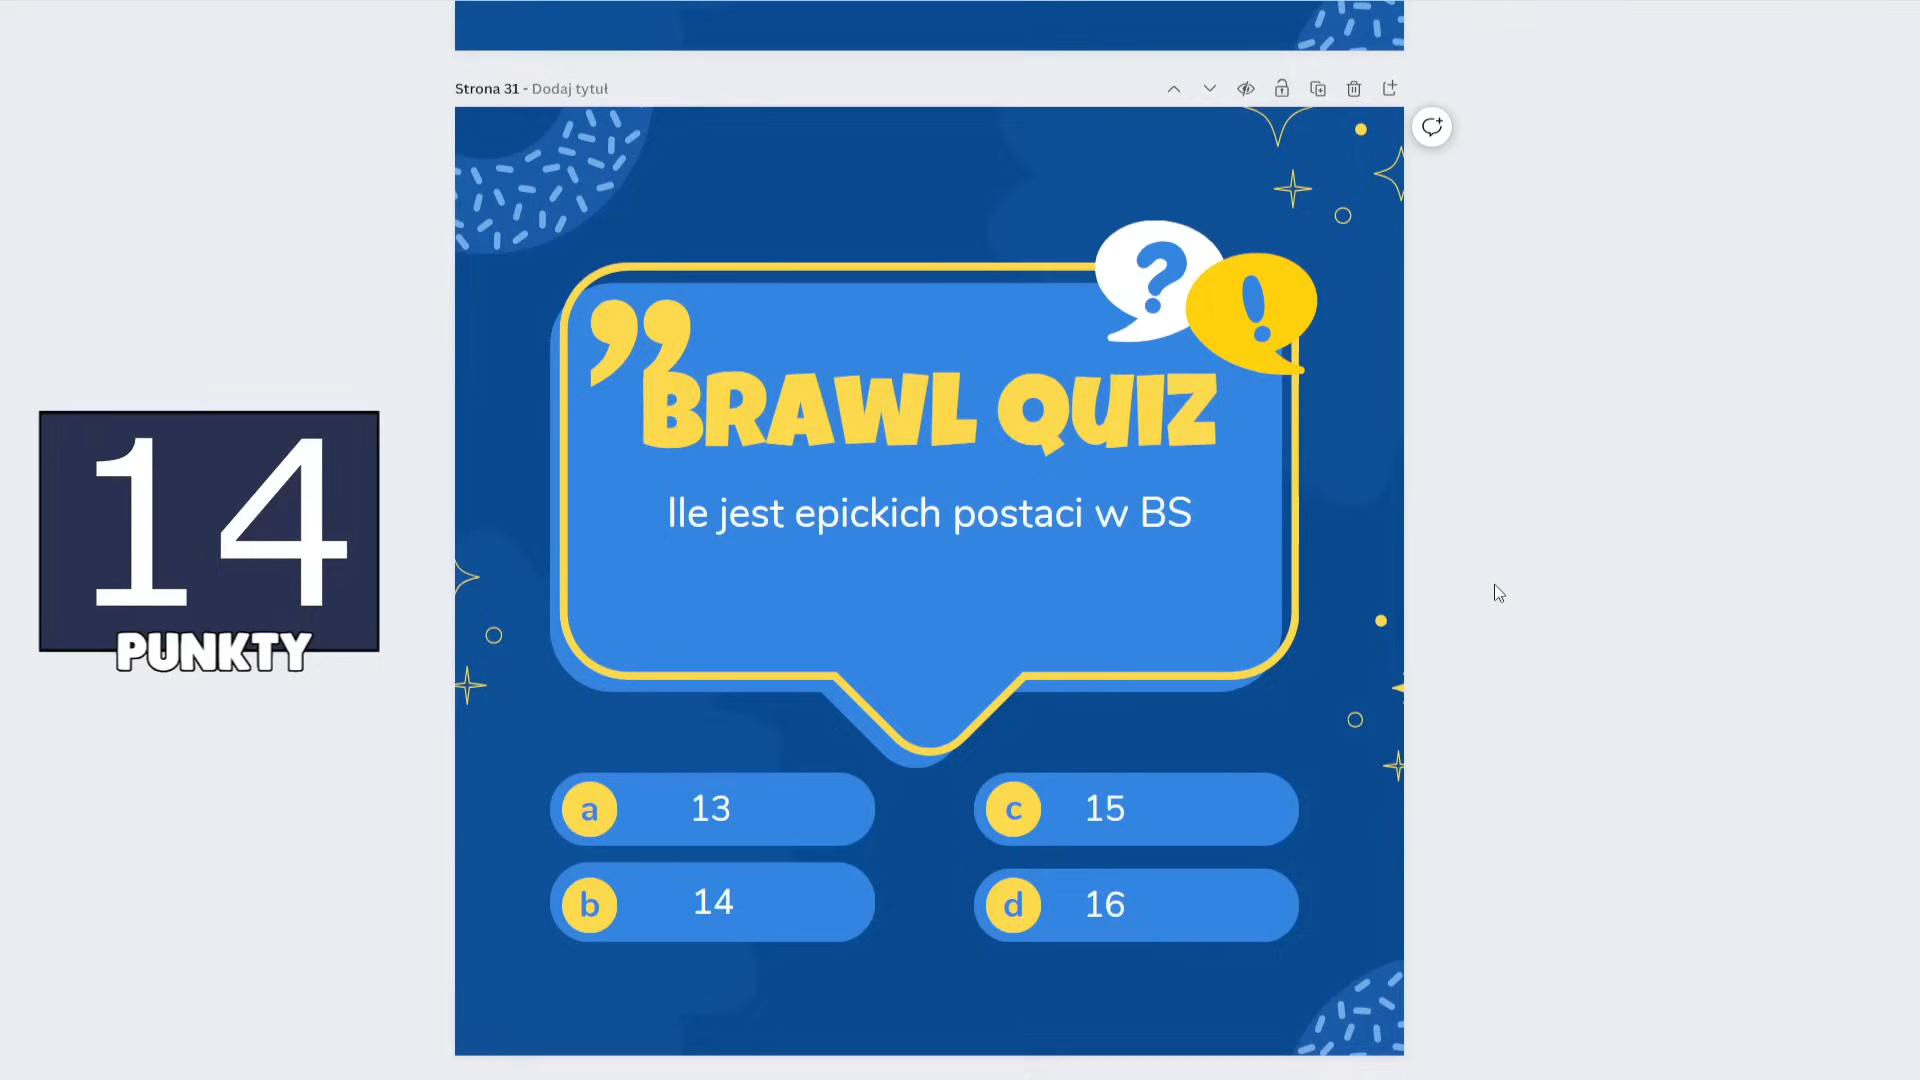 Strona 31 - Dodaj tytuł
BRAWL QUIZ
Ile jest epickich postaci w BS
14
PUNKTY
a 13
b 14
c 15
d 16